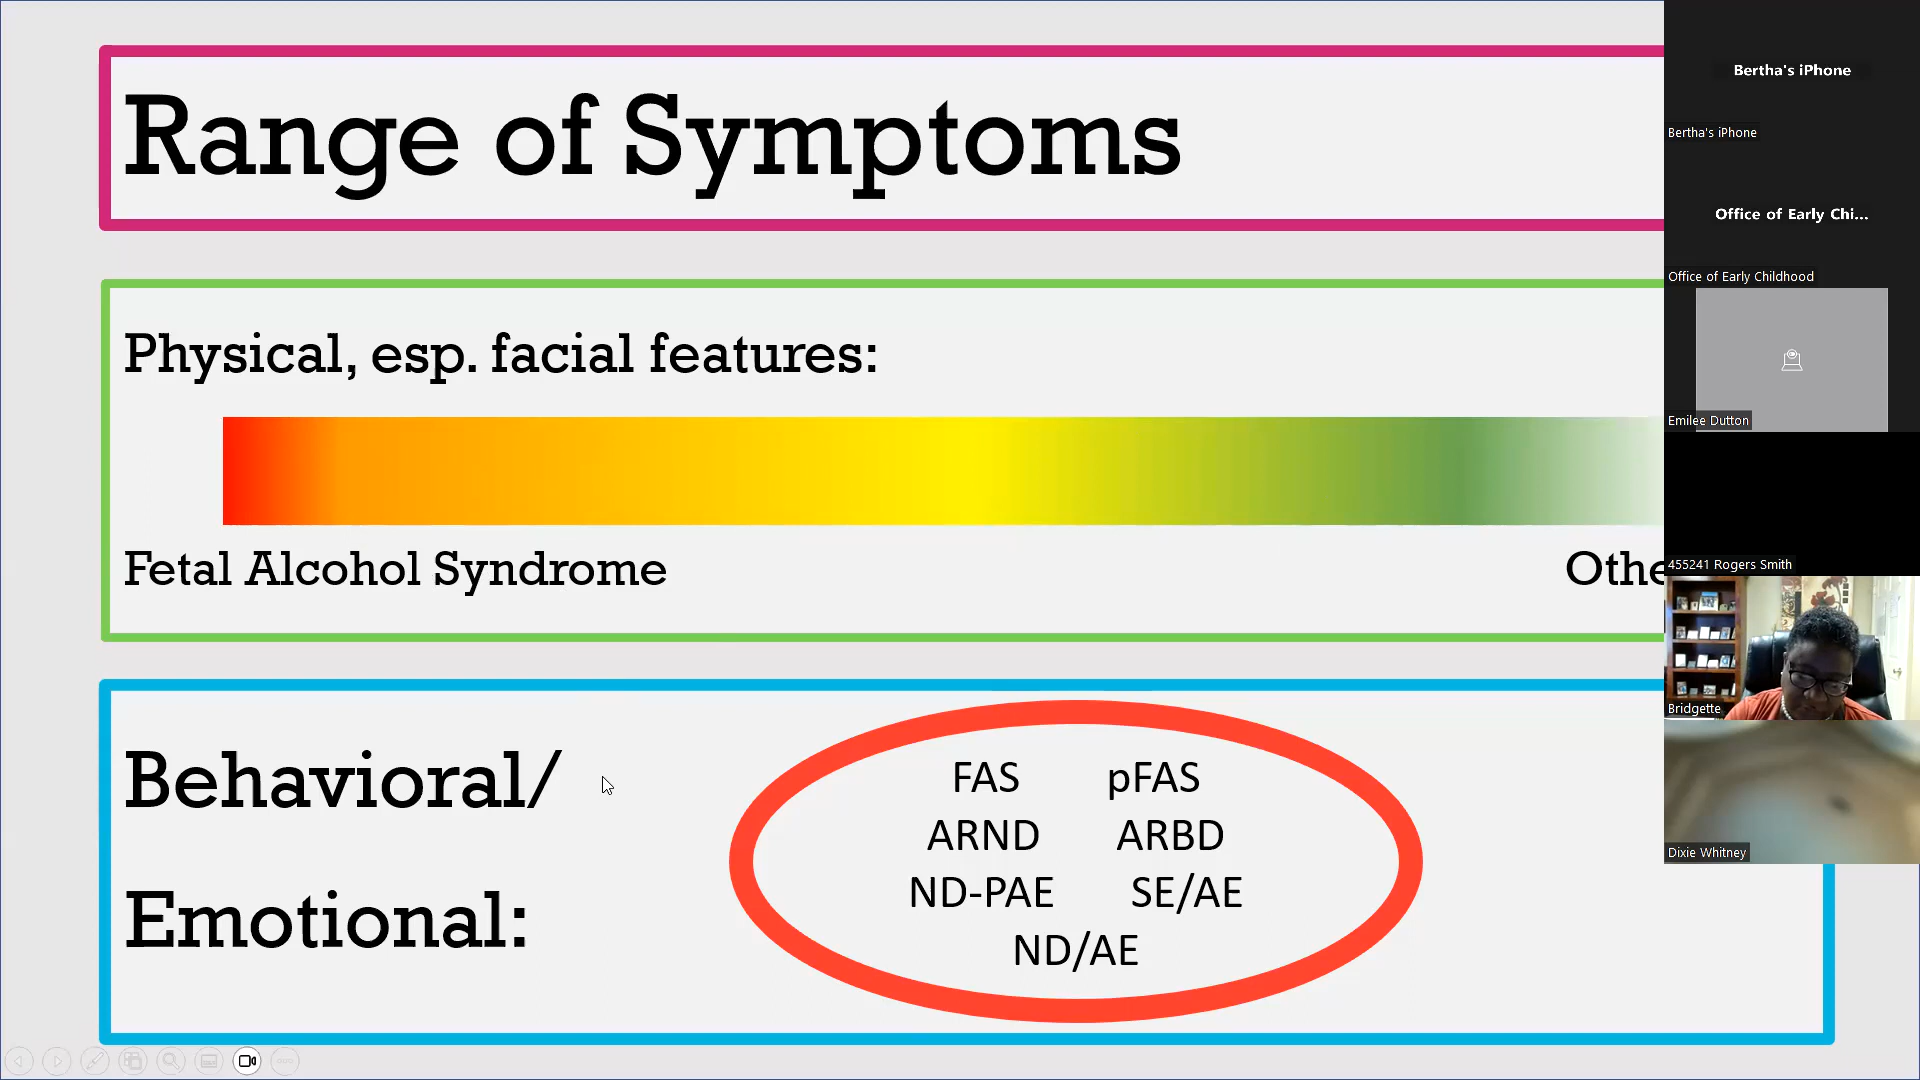 Range of Symptoms
Physical, esp. facial features:
Fetal Alcohol Syndrome
Othe
Behavioral/
Emotional:
FAS pFAS
ARND ARBD
ND-PAE SE/AE
ND/AE
Bertha's iPhone
Bertha's iPhone
Office of Early Chi...
Office of Early Childhood
Emilee Dutton
455241 Rogers Smith
Bridgette
Dixie Whitney